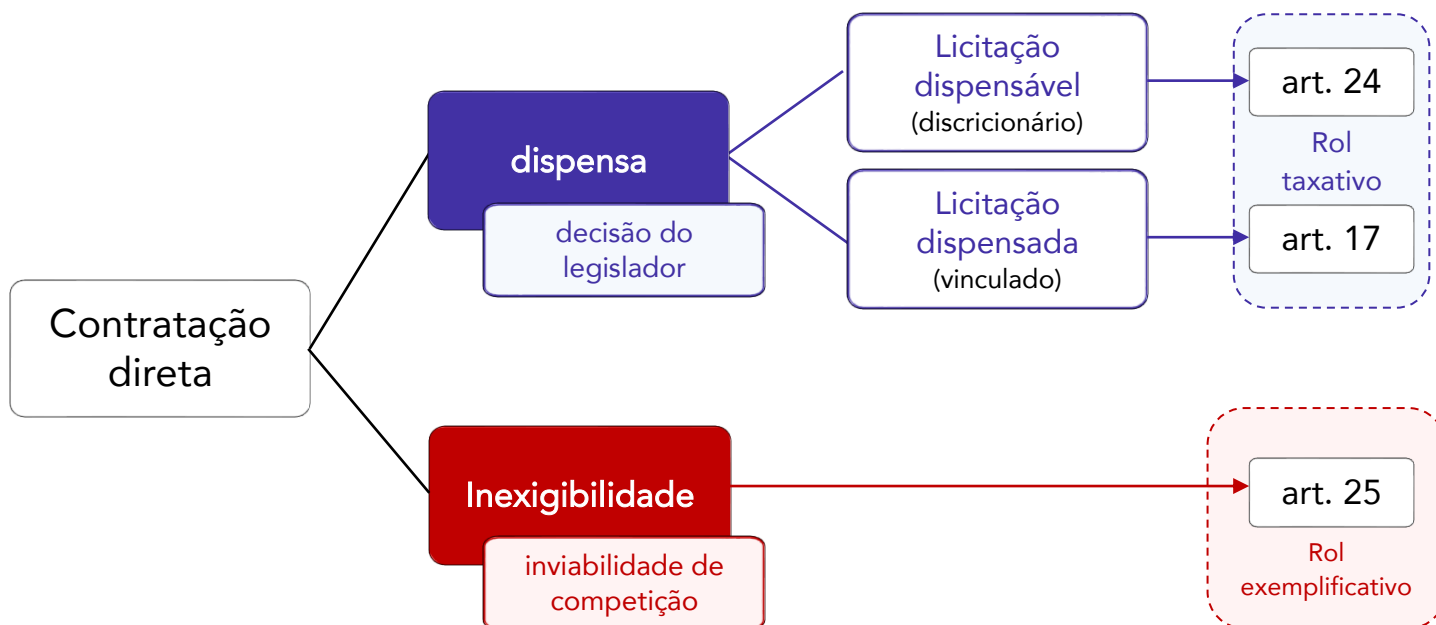 Contratação
direta
dispensa
decisão do
legislador
Licitação
dispensável
(discricionário)
Licitação
dispensada
(vinculado)
art. 24
Rol
taxativo
art. 17
Inexigibilidade
inviabilidade de
competição
art. 25
Rol
exemplificativo